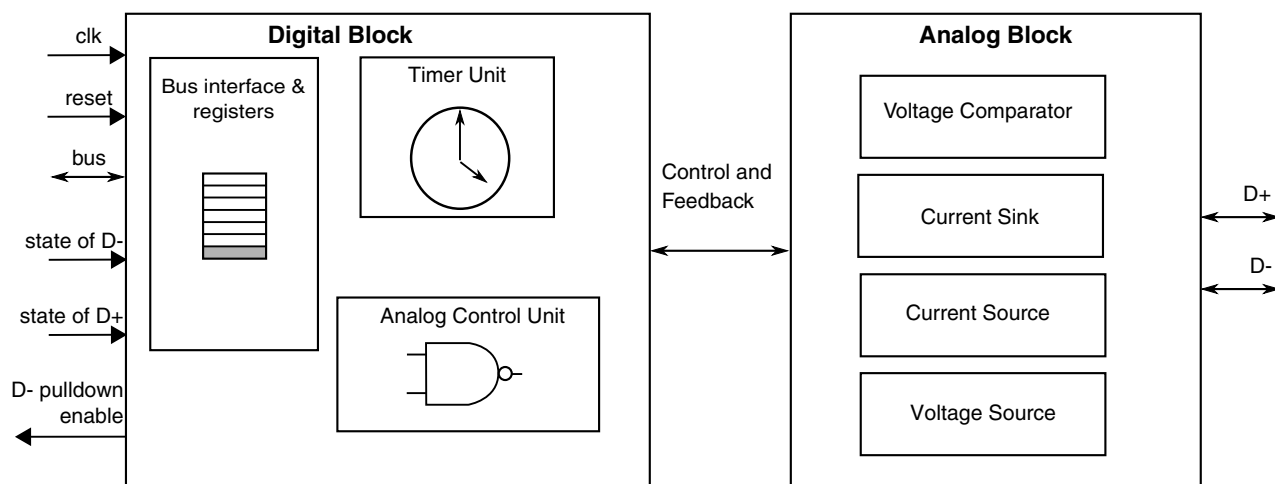 Digital Block
Analog Block
clk
reset
bus
state of D-
state of D+
D- pulldown
enable
Bus interface &
registers
Timer Unit
Analog Control Unit
Control and
Feedback
Voltage Comparator
Current Sink
Current Source
Voltage Source
D+
D-